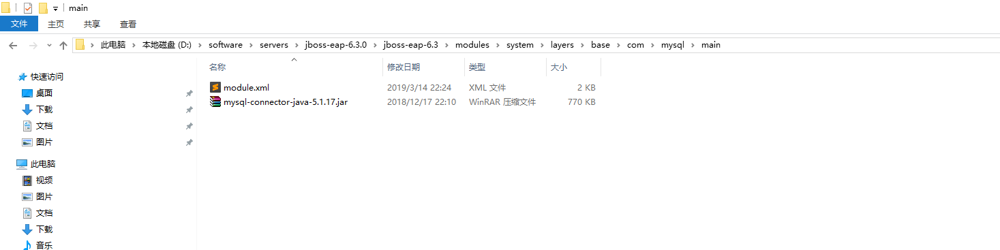 main
文件 主页 共享 查看
此电脑 本地磁盘 (D:) software servers jboss-eap-6.3.0 jboss-eap-6.3 modules system layers base com mysql main
名称 修改日期 类型 大小
快速访问
module.xml 2019/3/14 22:24 XML 文件 2 KB
桌面
mysql-connector-java-5.1.17.jar 2018/12/17 22:10 WinRAR 压缩文件 770 KB
下载
文档
图片
此电脑
视频
图片
文档
下载
音乐